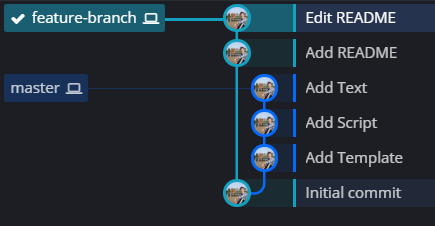 feature-branch Edit README
Add README
master Add Text
Add Script
Add Template
Initial commit